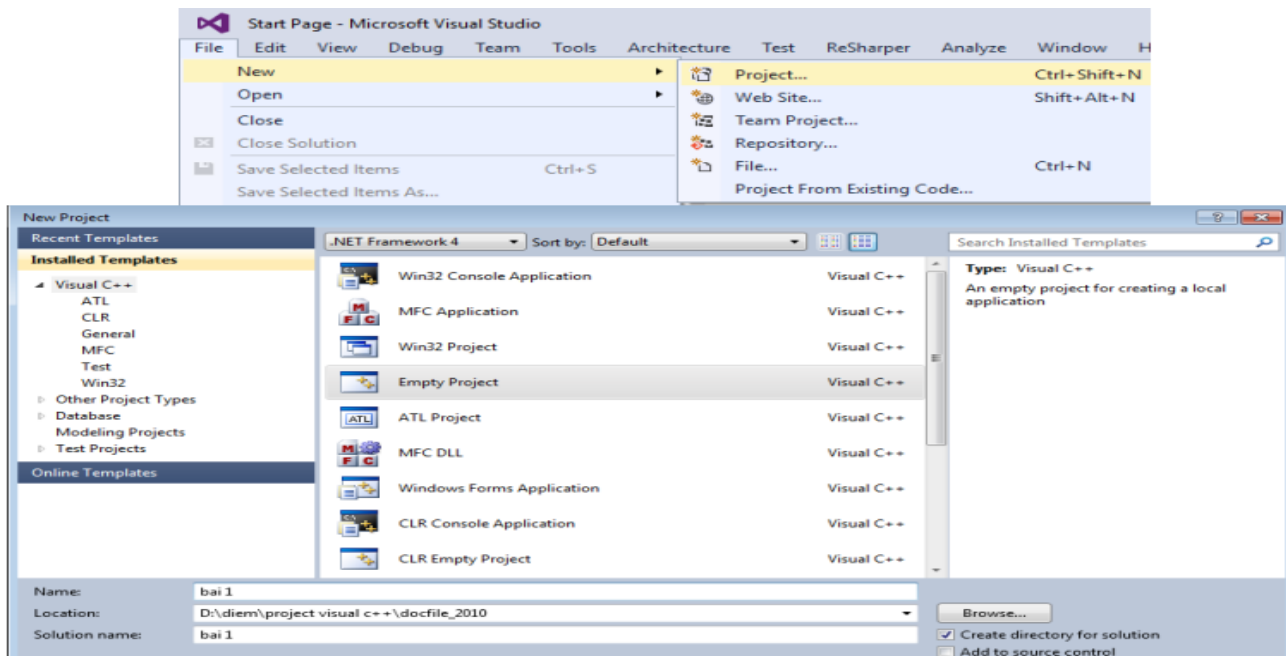 Start Page - Microsoft Visual Studio
File Edit View Debug Team Tools Architecture Test ReSharper Analyze Window H
New
Open
Close
Close Solution
Save Selected Items Ctrl+S
Save Selected Items As...
Project... Ctrl+Shift+N
Web Site... Shift+Alt+N
Team Project...
Repository...
File... Ctrl+N
Project From Existing Code...
New Project
Recent Templates
Installed Templates
Visual C++
ATL
CLR
General
MFC
Test
Win32
Other Project Types
Database
Modeling Projects
Test Projects
Online Templates
.NET Framework 4 Sort by: Default
Win32 Console Application Visual C++
MFC Application Visual C++
Win32 Project Visual C++
Empty Project Visual C++
ATL Project Visual C++
MFC DLL Visual C++
Windows Forms Application Visual C++
CLR Console Application Visual C++
CLR Empty Project Visual C++
Search Installed Templates
Type: Visual C++
An empty project for creating a local
application
Name: bai 1
Location: D:\diem\project visual c++\docfile_2010
Solution name: bai 1
Browse...
Create directory for solution
Add to source control